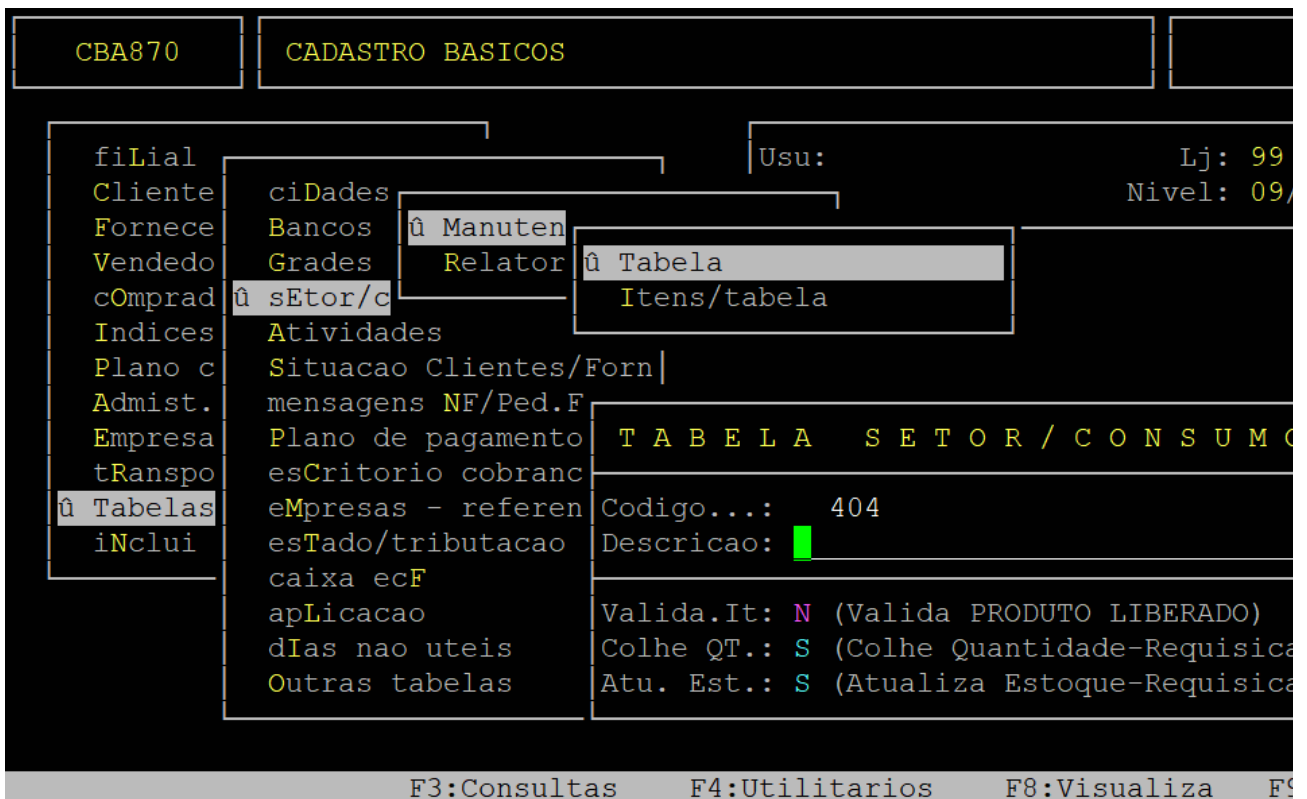 CBA870 CADASTRO BASICOS
Usu: Lj: 99
Nivel: 09/
fiLial
Cliente
Fornece
Vendedo
cOmprad
Indices
Plano c
Admist.
Empresa
tRanspo
û Tabelas
iNclui
ciDades
Bancos
Grades
û sEtor/c
Atividades
Situacao Clientes/Forn
mensagens NF/Ped.F
Plano de pagamento
esCritorio cobranc
eMpresas - referen
esTado/tributacao
caixa ecF
apLicacao
dIas nao uteis
Outras tabelas
û Manuten
Relator
û Tabela
Itens/tabela
T A B E L A S E T O R / C O N S U M O
Codigo...: 404
Descricao:
Valida.It: N (Valida PRODUTO LIBERADO)
Colhe QT.: S (Colhe Quantidade-Requisica
Atu. Est.: S (Atualiza Estoque-Requisica
F3:Consultas F4:Utilitarios F8:Visualiza F9